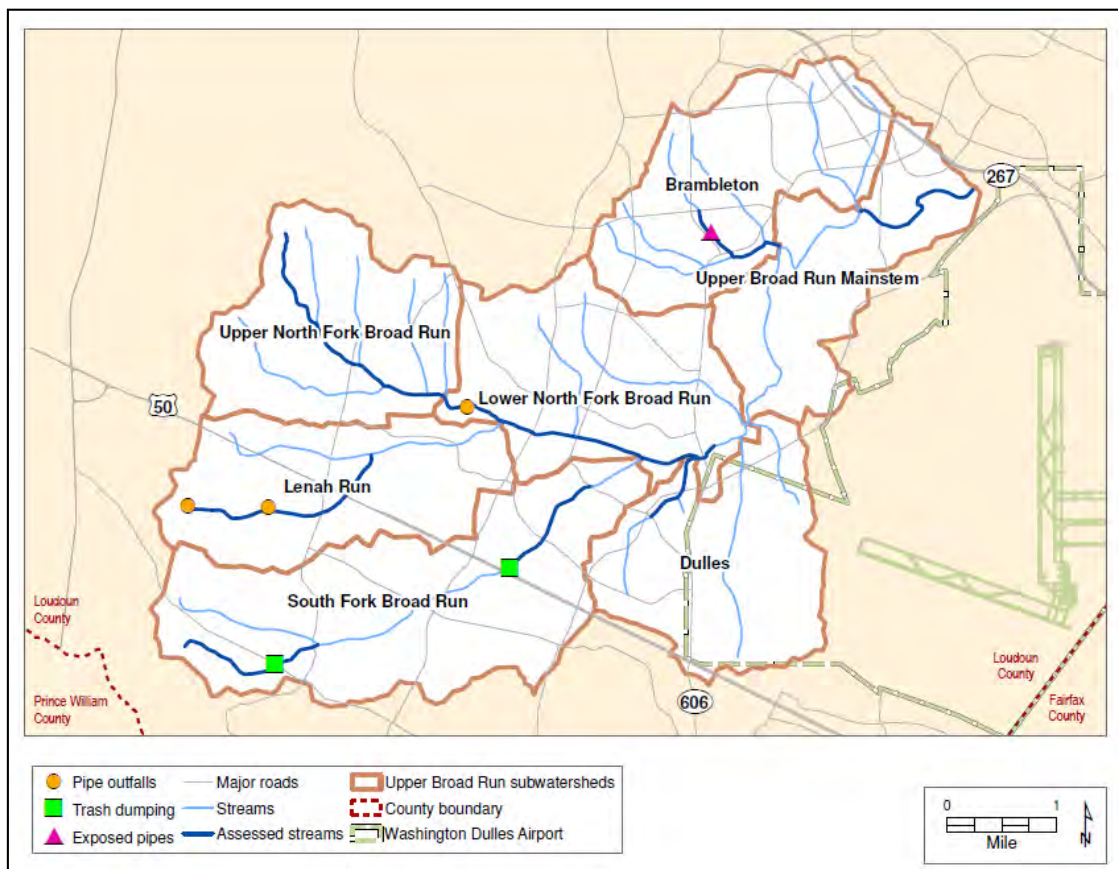 267
Brambleton
Upper Broad Run Mainstem
Upper North Fork Broad Run
50
Lower North Fork Broad Run
Lenah Run
Dulles
South Fork Broad Run
Loudoun
County
Prince William
County
606
Loudoun
County
Fairfax
County
Pipe outfalls
Major roads
Upper Broad Run subwatersheds
Trash dumping
Streams
County boundary
Exposed pipes
Assessed streams
Washington Dulles Airport
0 1
Mile
N